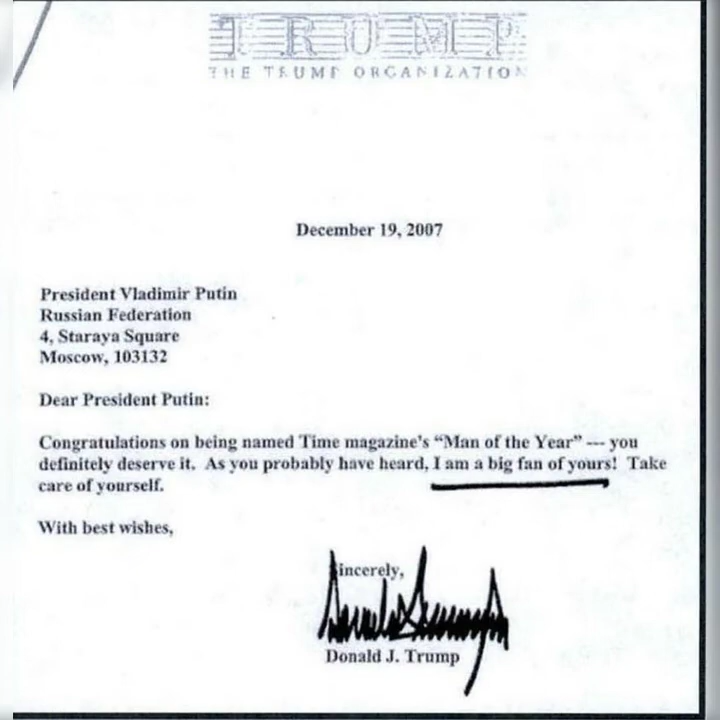 TRUMP
THE TRUMP ORGANIZATION
December 19, 2007
President Vladimir Putin
Russian Federation
4, Staraya Square
Moscow, 103132
Dear President Putin:
Congratulations on being named Time magazine's “Man of the Year” --- you
definitely deserve it. As you probably have heard, I am a big fan of yours! Take
care of yourself.
With best wishes,
Sincerely,
Donald J. Trump